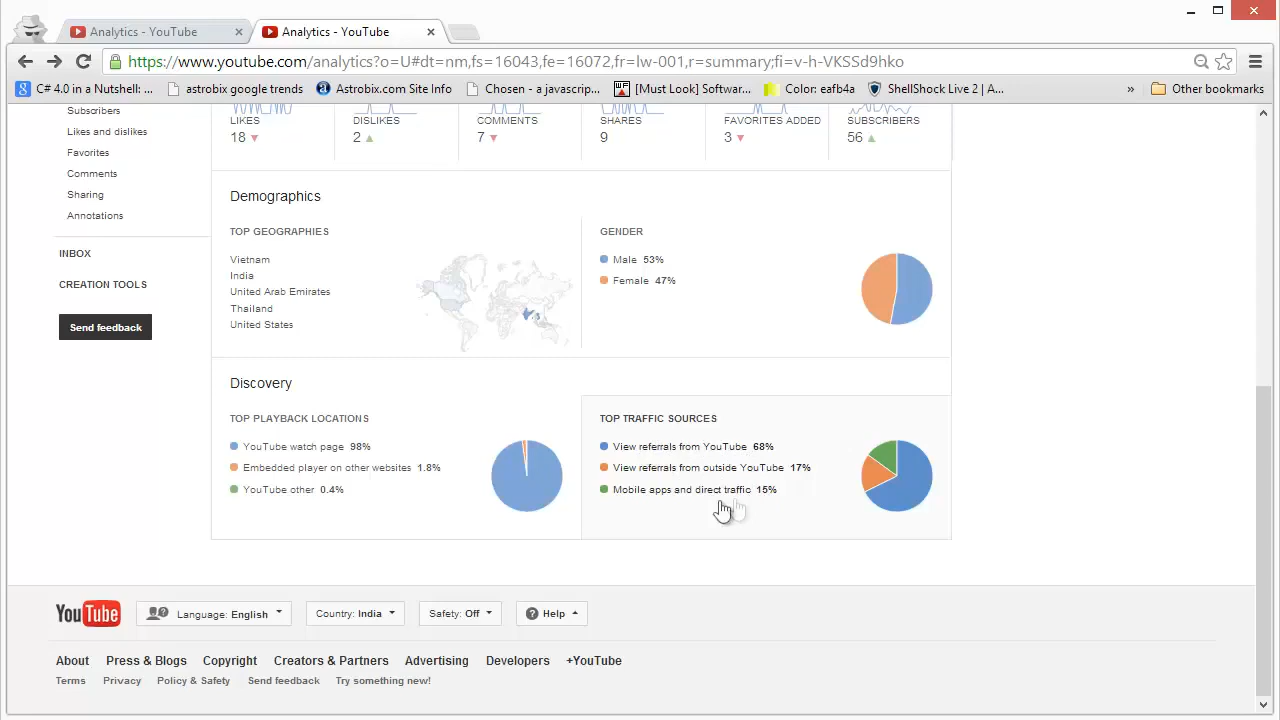 Analytics - YouTube
Analytics - YouTube
https://www.youtube.com/analytics?o=U#dt=nm,fs=16043,fe=16072,fr=lw-001,r=summary;fi=v-h-VKSSd9hko
C# 4.0 in a Nutshell: ...
astrobix google trends
Astrobix.com Site Info
Chosen - a javascrip...
[Must Look] Softwar...
Color: eafb4a
ShellShock Live 2 | A...
»
Other bookmarks
Subscribers
Likes and dislikes
Favorites
Comments
Sharing
Annotations
INBOX
CREATION TOOLS
Send feedback
LIKES
18
DISLIKES
2
COMMENTS
7
SHARES
9
FAVORITES ADDED
3
SUBSCRIBERS
56
Demographics
TOP GEOGRAPHIES
Vietnam
India
United Arab Emirates
Thailand
United States
GENDER
Male 53%
Female 47%
Discovery
TOP PLAYBACK LOCATIONS
YouTube watch page 98%
Embedded player on other websites 1.8%
YouTube other 0.4%
TOP TRAFFIC SOURCES
View referrals from YouTube 68%
View referrals from outside YouTube 17%
Mobile apps and direct traffic 15%
YouTube
Language: English
Country: India
Safety: Off
Help
About Press & Blogs Copyright Creators & Partners Advertising Developers +YouTube
Terms Privacy Policy & Safety Send feedback Try something new!